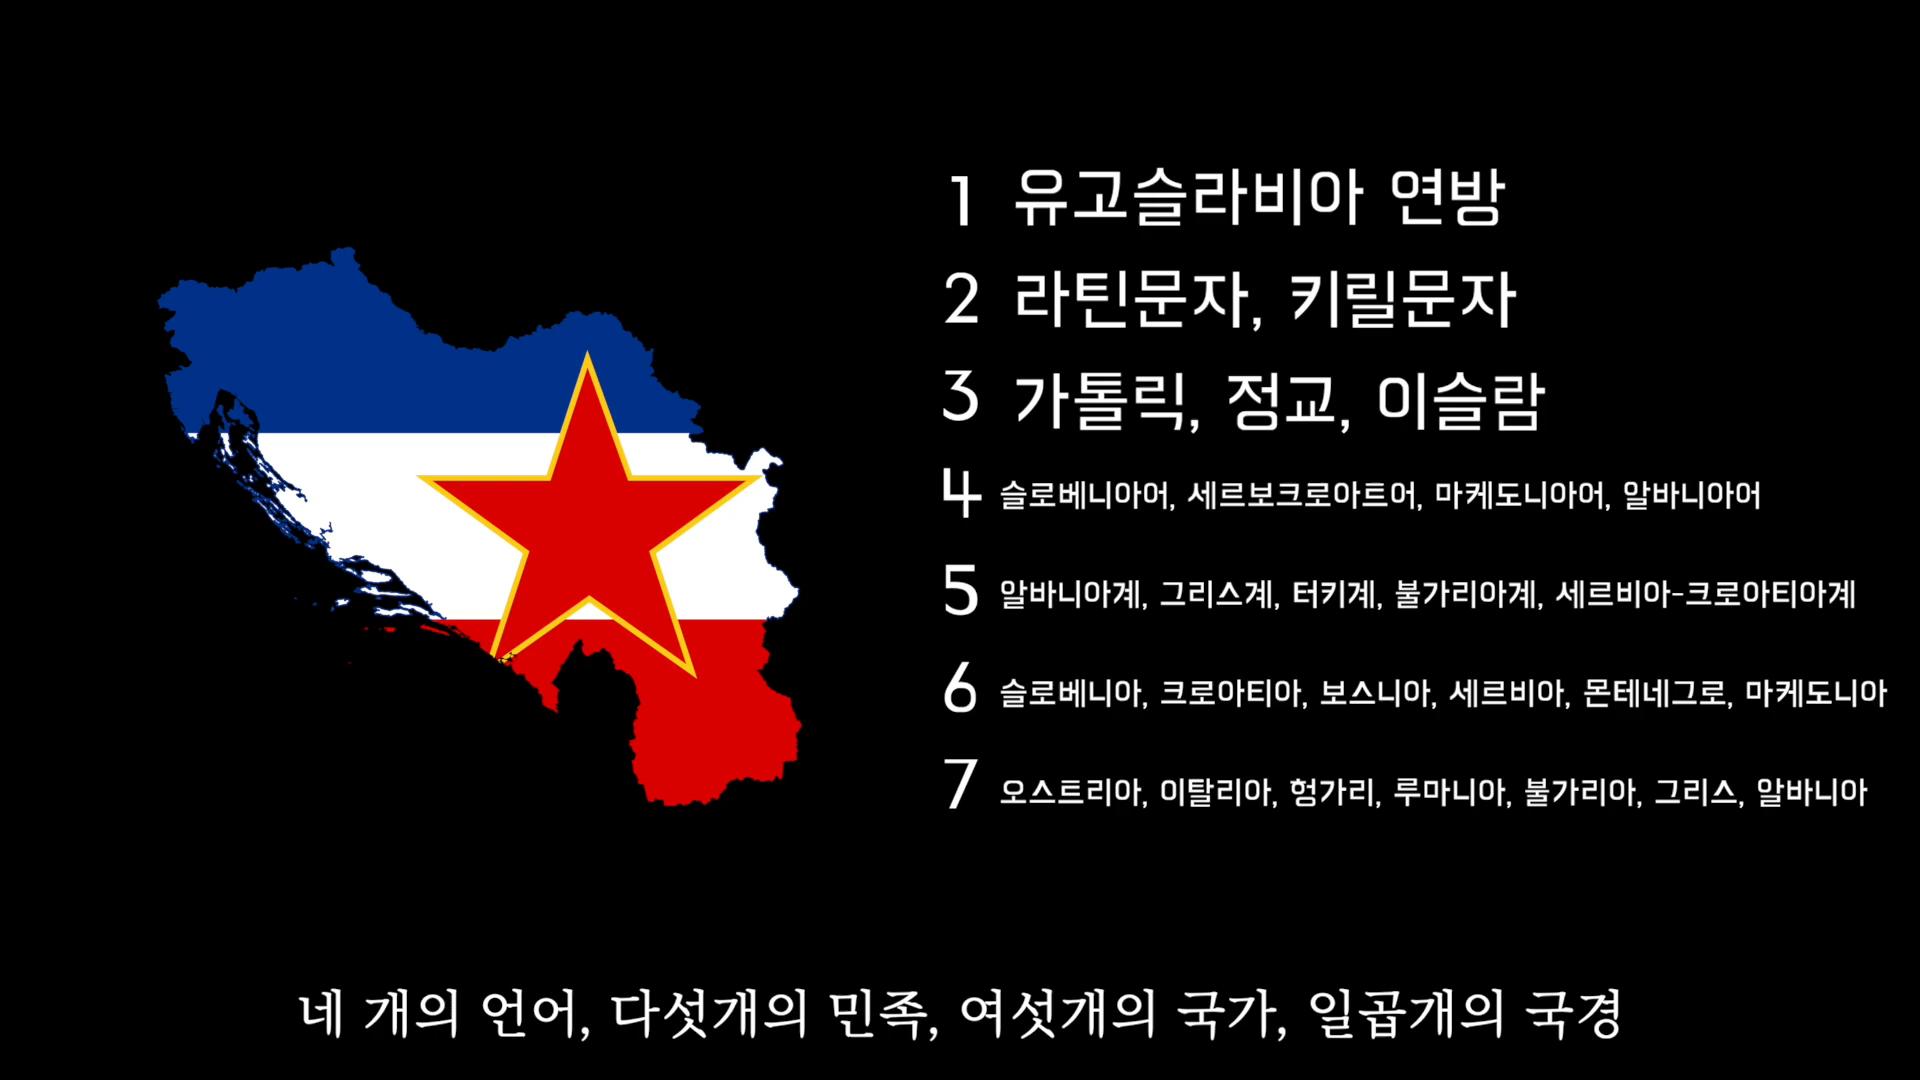 1 유고슬라비아 연방
2 라틴문자, 키릴문자
3 가톨릭, 정교, 이슬람
4 슬로베니아어, 세르보크로아트어, 마케도니아어, 알바니아어
5 알바니아계, 그리스계, 터키계, 불가리아계, 세르비아-크로아티아계
6 슬로베니아, 크로아티아, 보스니아, 세르비아, 몬테네그로, 마케도니아
7 오스트리아, 이탈리아, 헝가리, 루마니아, 불가리아, 그리스, 알바니아
네 개의 언어, 다섯개의 민족, 여섯개의 국가, 일곱개의 국경